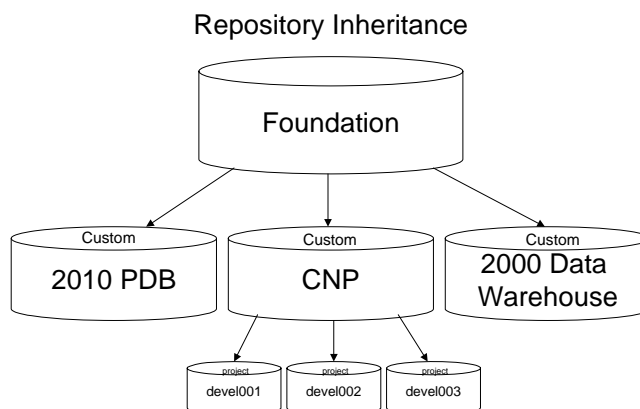 Repository Inheritance
Foundation
Custom
2010 PDB
Custom
CNP
Custom
2000 Data
Warehouse
project
devel001
project
devel002
project
devel003